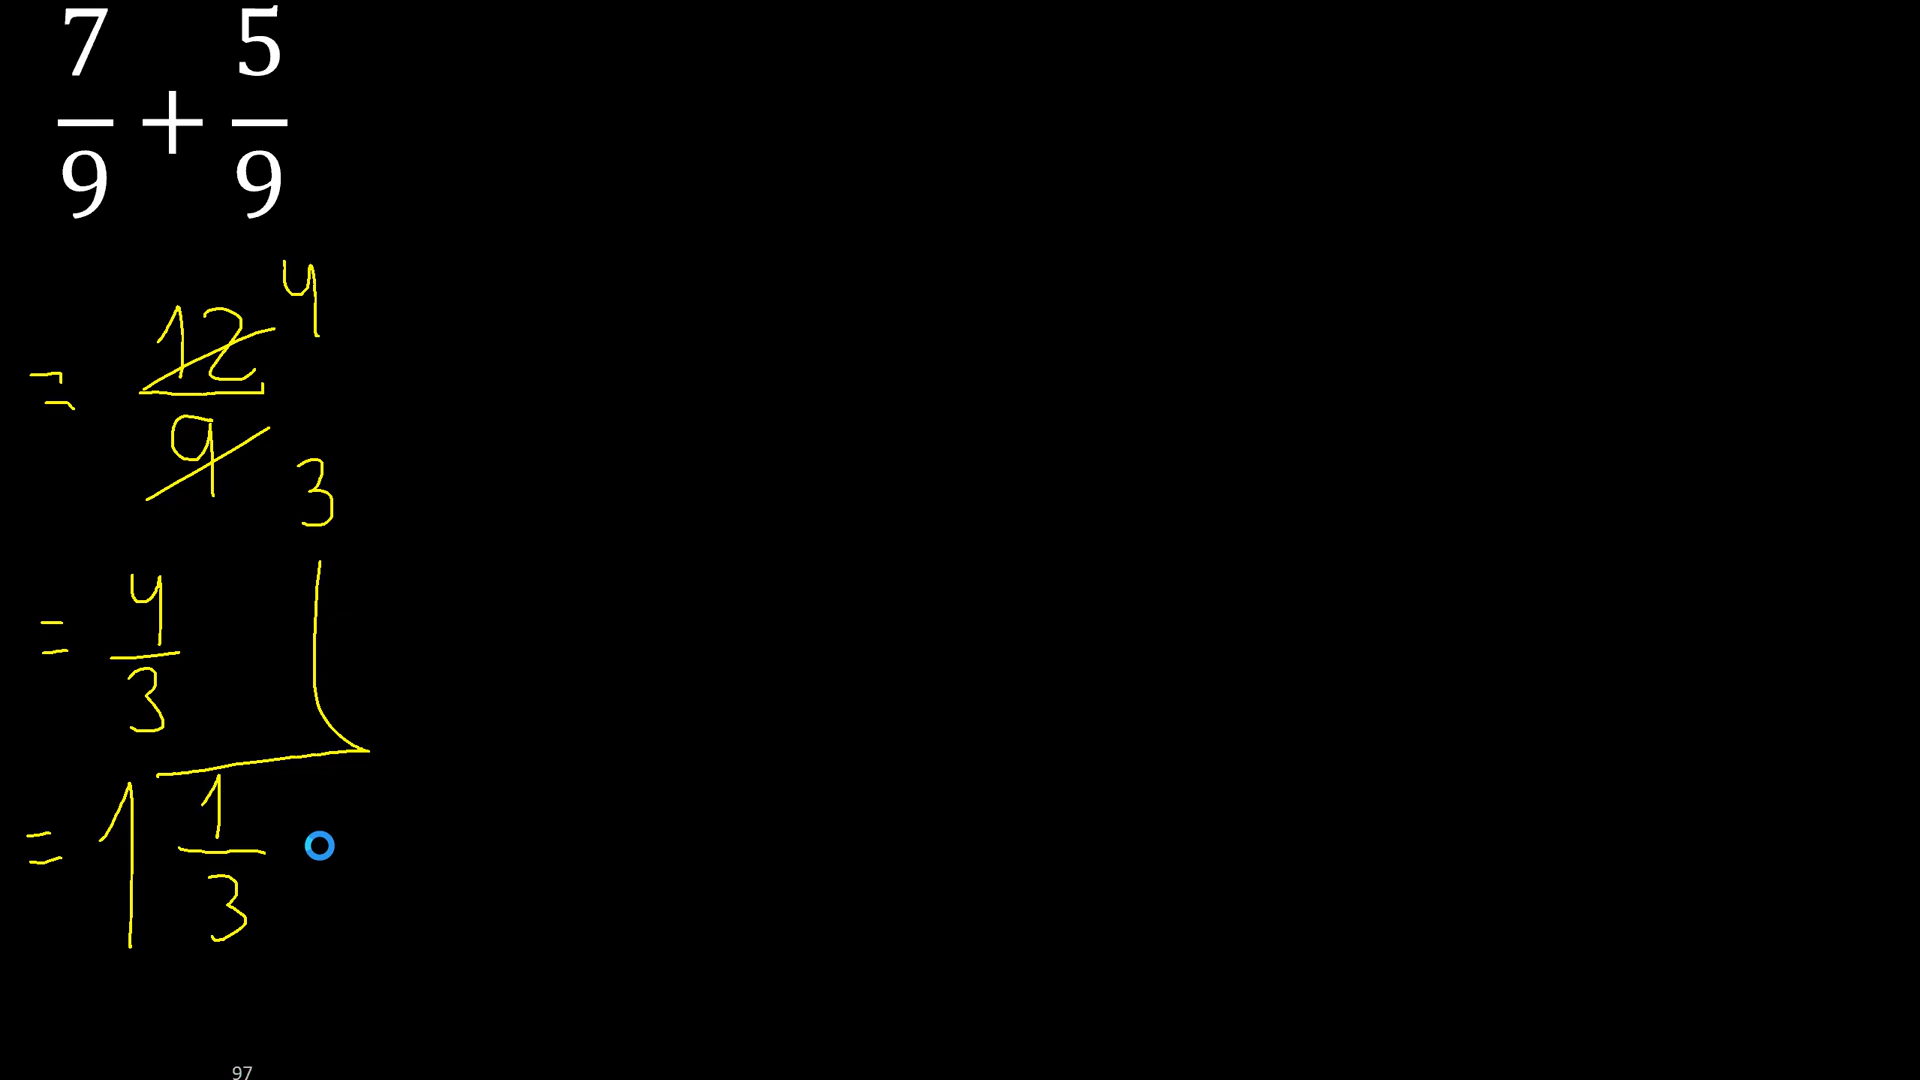 7/9 + 5/9
= 12/9 4 3
= 4/3
= 1 1/3
97